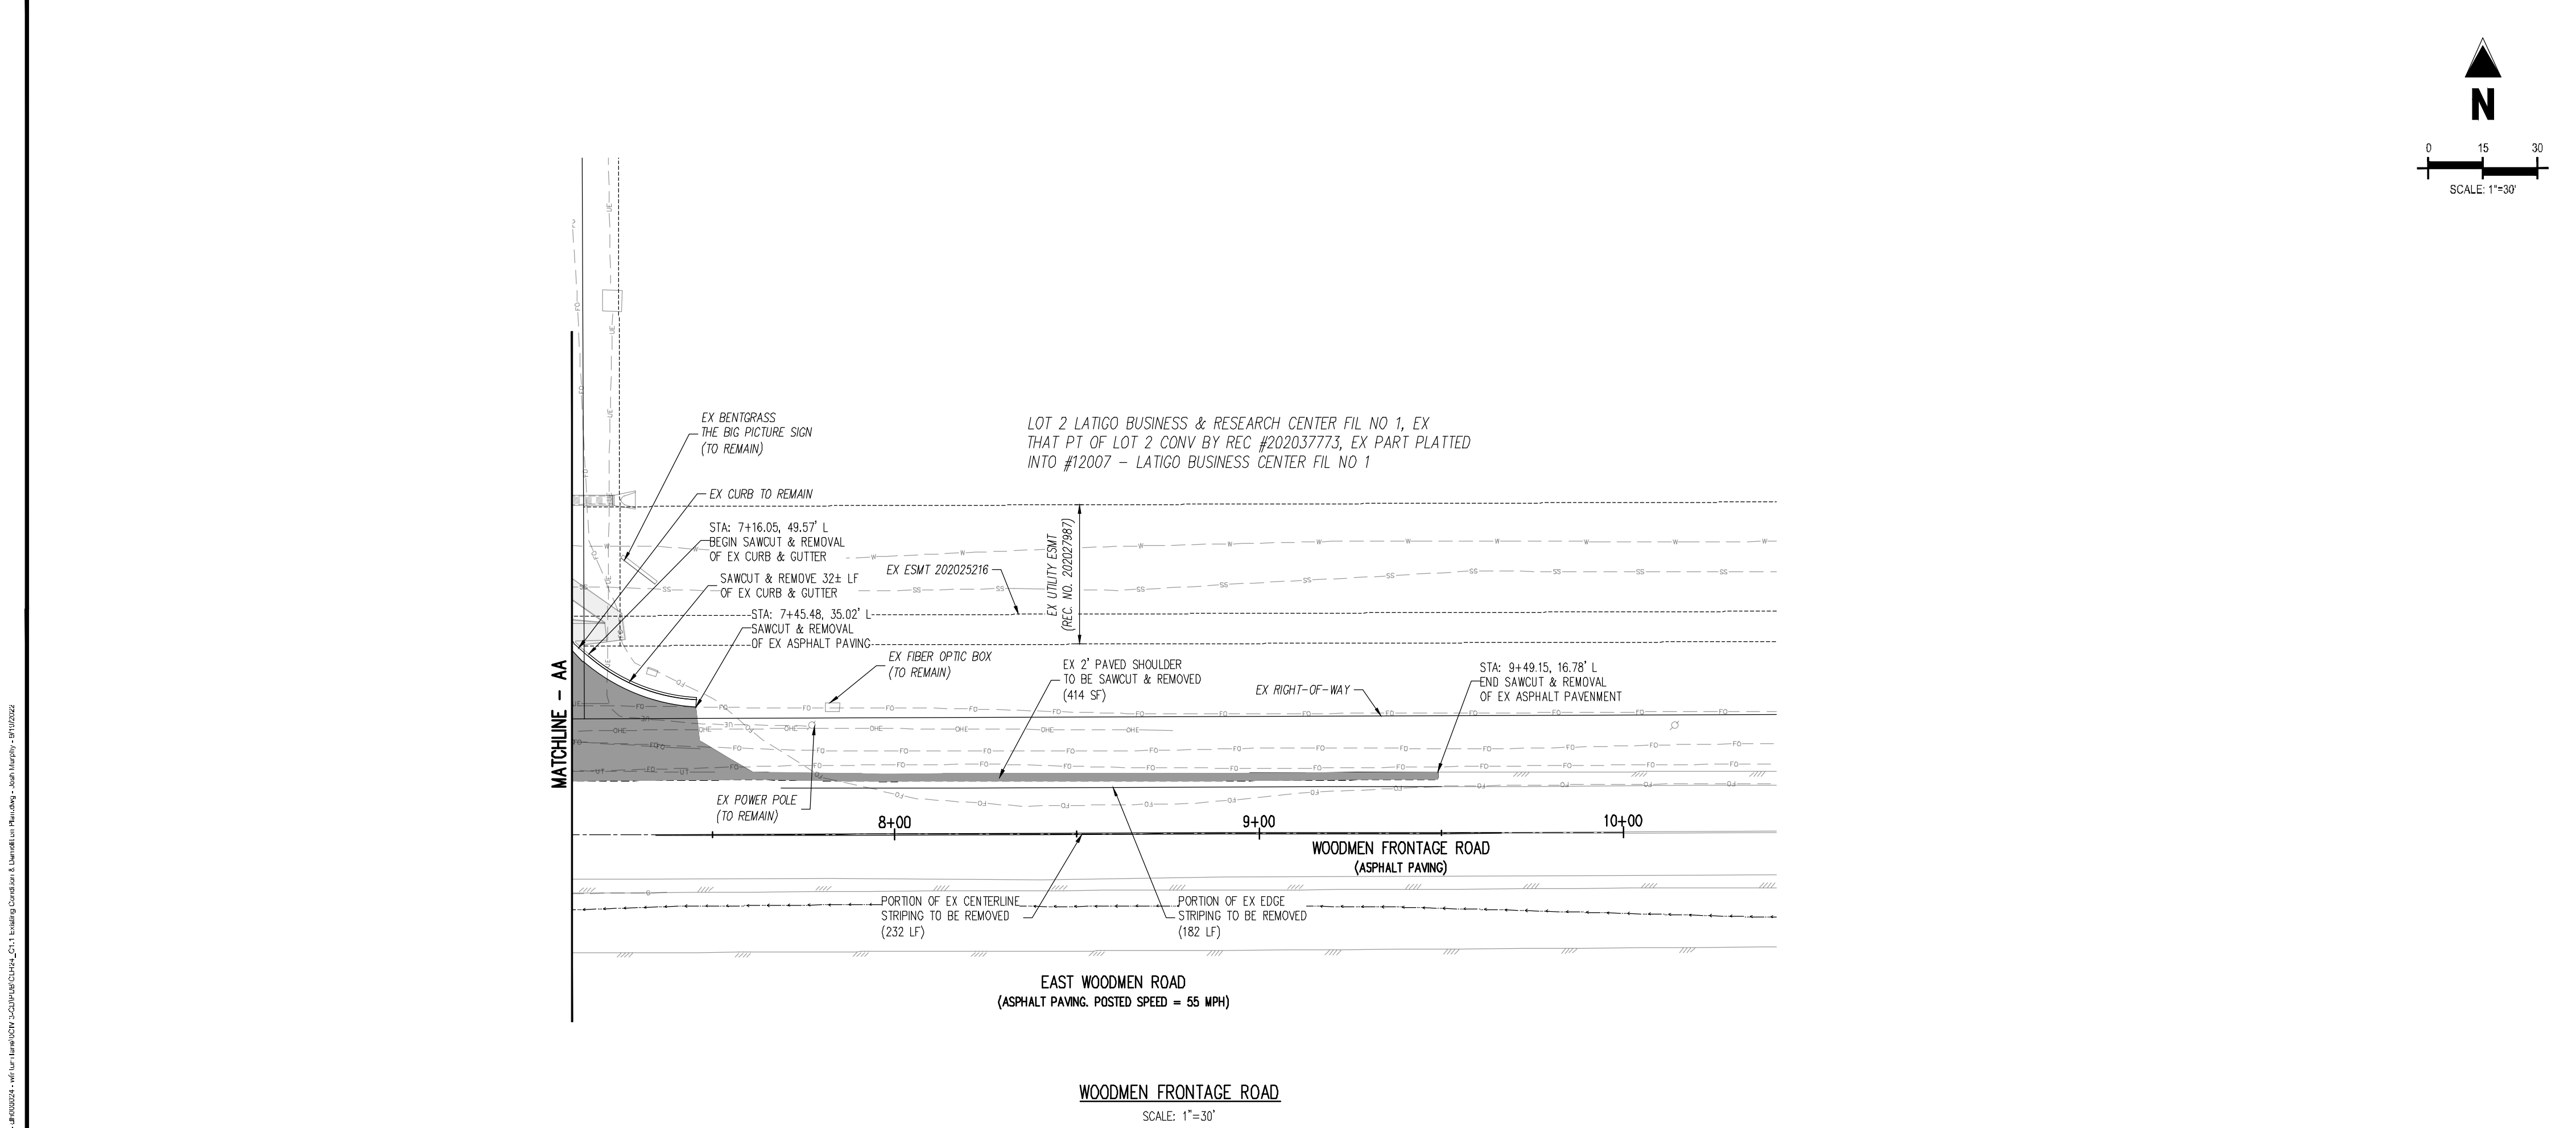 N
0 15 30
SCALE: 1"=30'
EX BENTGRASS
THE BIG PICTURE SIGN
(TO REMAIN)
LOT 2 LATIGO BUSINESS & RESEARCH CENTER FIL NO 1, EX
THAT PT OF LOT 2 CONV BY REC #202037773, EX PART PLATTED
INTO #12007 - LATIGO BUSINESS CENTER FIL NO 1
EX CURB TO REMAIN
STA: 7+16.05, 49.57' L
BEGIN SAWCUT & REMOVAL
OF EX CURB & GUTTER
EX ESMT 202025216
EX UTILITY ESMT
(REC. NO. 202027987)
SAWCUT & REMOVE 32± LF
OF EX CURB & GUTTER
STA: 7+45.48, 35.02' L
SAWCUT & REMOVAL
OF EX ASPHALT PAVING
EX FIBER OPTIC BOX
(TO REMAIN)
EX 2' PAVED SHOULDER
TO BE SAWCUT & REMOVED
(414 SF)
EX RIGHT-OF-WAY
STA: 9+49.15, 16.78' L
END SAWCUT & REMOVAL
OF EX ASPHALT PAVENMENT
MATCHLINE - AA
EX POWER POLE
(TO REMAIN)
8+00
9+00
10+00
WOODMEN FRONTAGE ROAD
(ASPHALT PAVING)
PORTION OF EX CENTERLINE
STRIPING TO BE REMOVED
(232 LF)
PORTION OF EX EDGE
STRIPING TO BE REMOVED
(182 LF)
EAST WOODMEN ROAD
(ASPHALT PAVING. POSTED SPEED = 55 MPH)
WOODMEN FRONTAGE ROAD
SCALE: 1"=30'